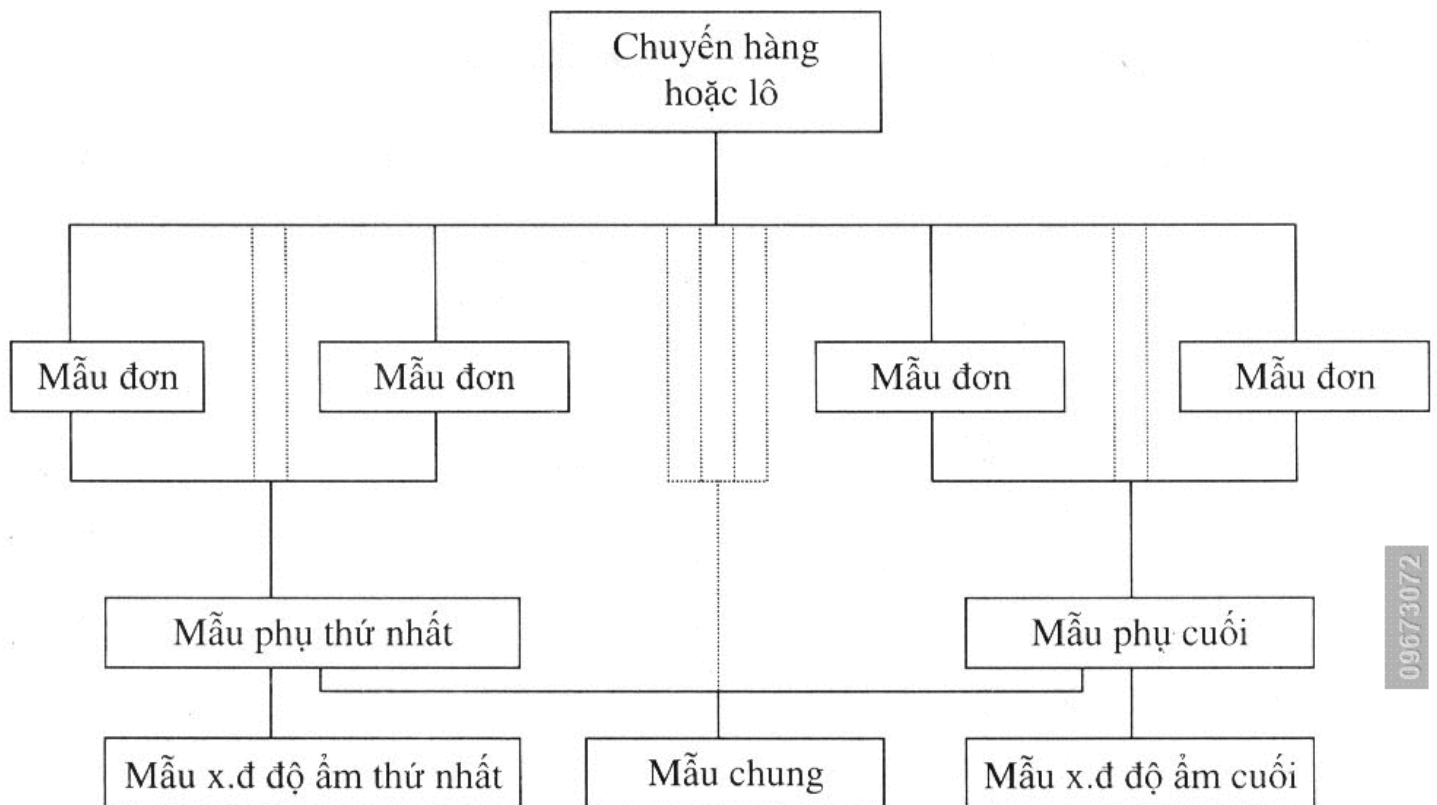 Chuyến hàng
hoặc lô
Mẫu đơn
Mẫu đơn
Mẫu đơn
Mẫu đơn
Mẫu phụ thứ nhất
Mẫu phụ cuối
09673072
Mẫu x.đ độ ẩm thứ nhất
Mẫu chung
Mẫu x.đ độ ẩm cuối